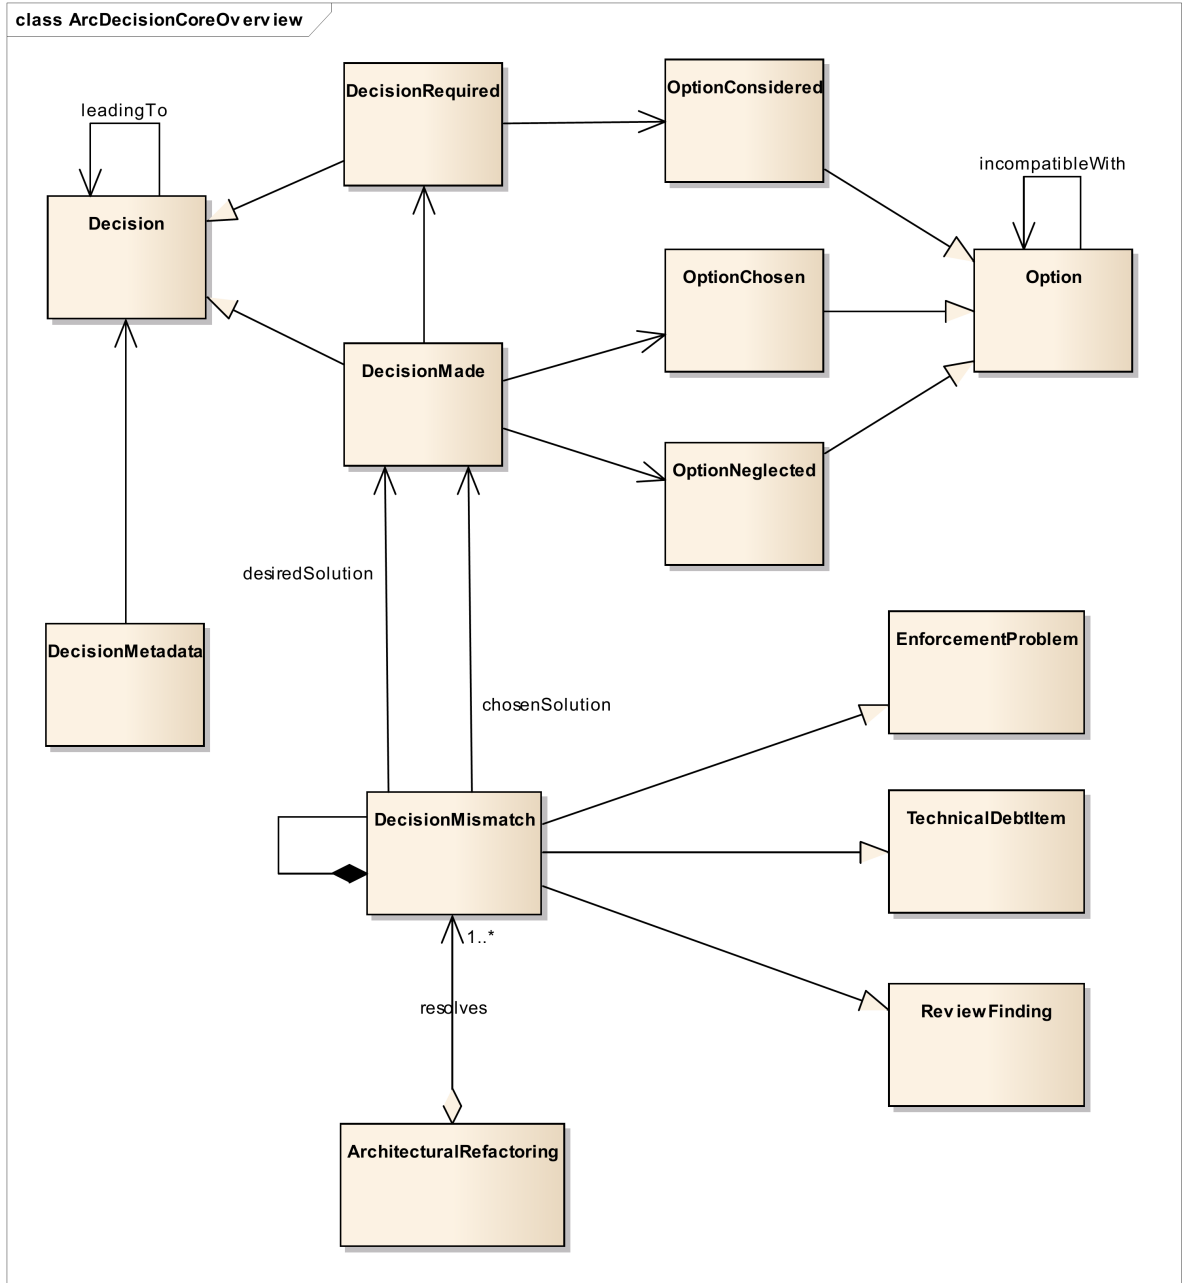 class ArcDecisionCoreOverview
leadingTo
DecisionRequired
OptionConsidered
incompatibleWith
Decision
OptionChosen
Option
DecisionMade
OptionNeglected
desiredSolution
DecisionMetadata
EnforcementProblem
chosenSolution
DecisionMismatch
TechnicalDebtItem
1..*
resolves
ReviewFinding
ArchitecturalRefactoring